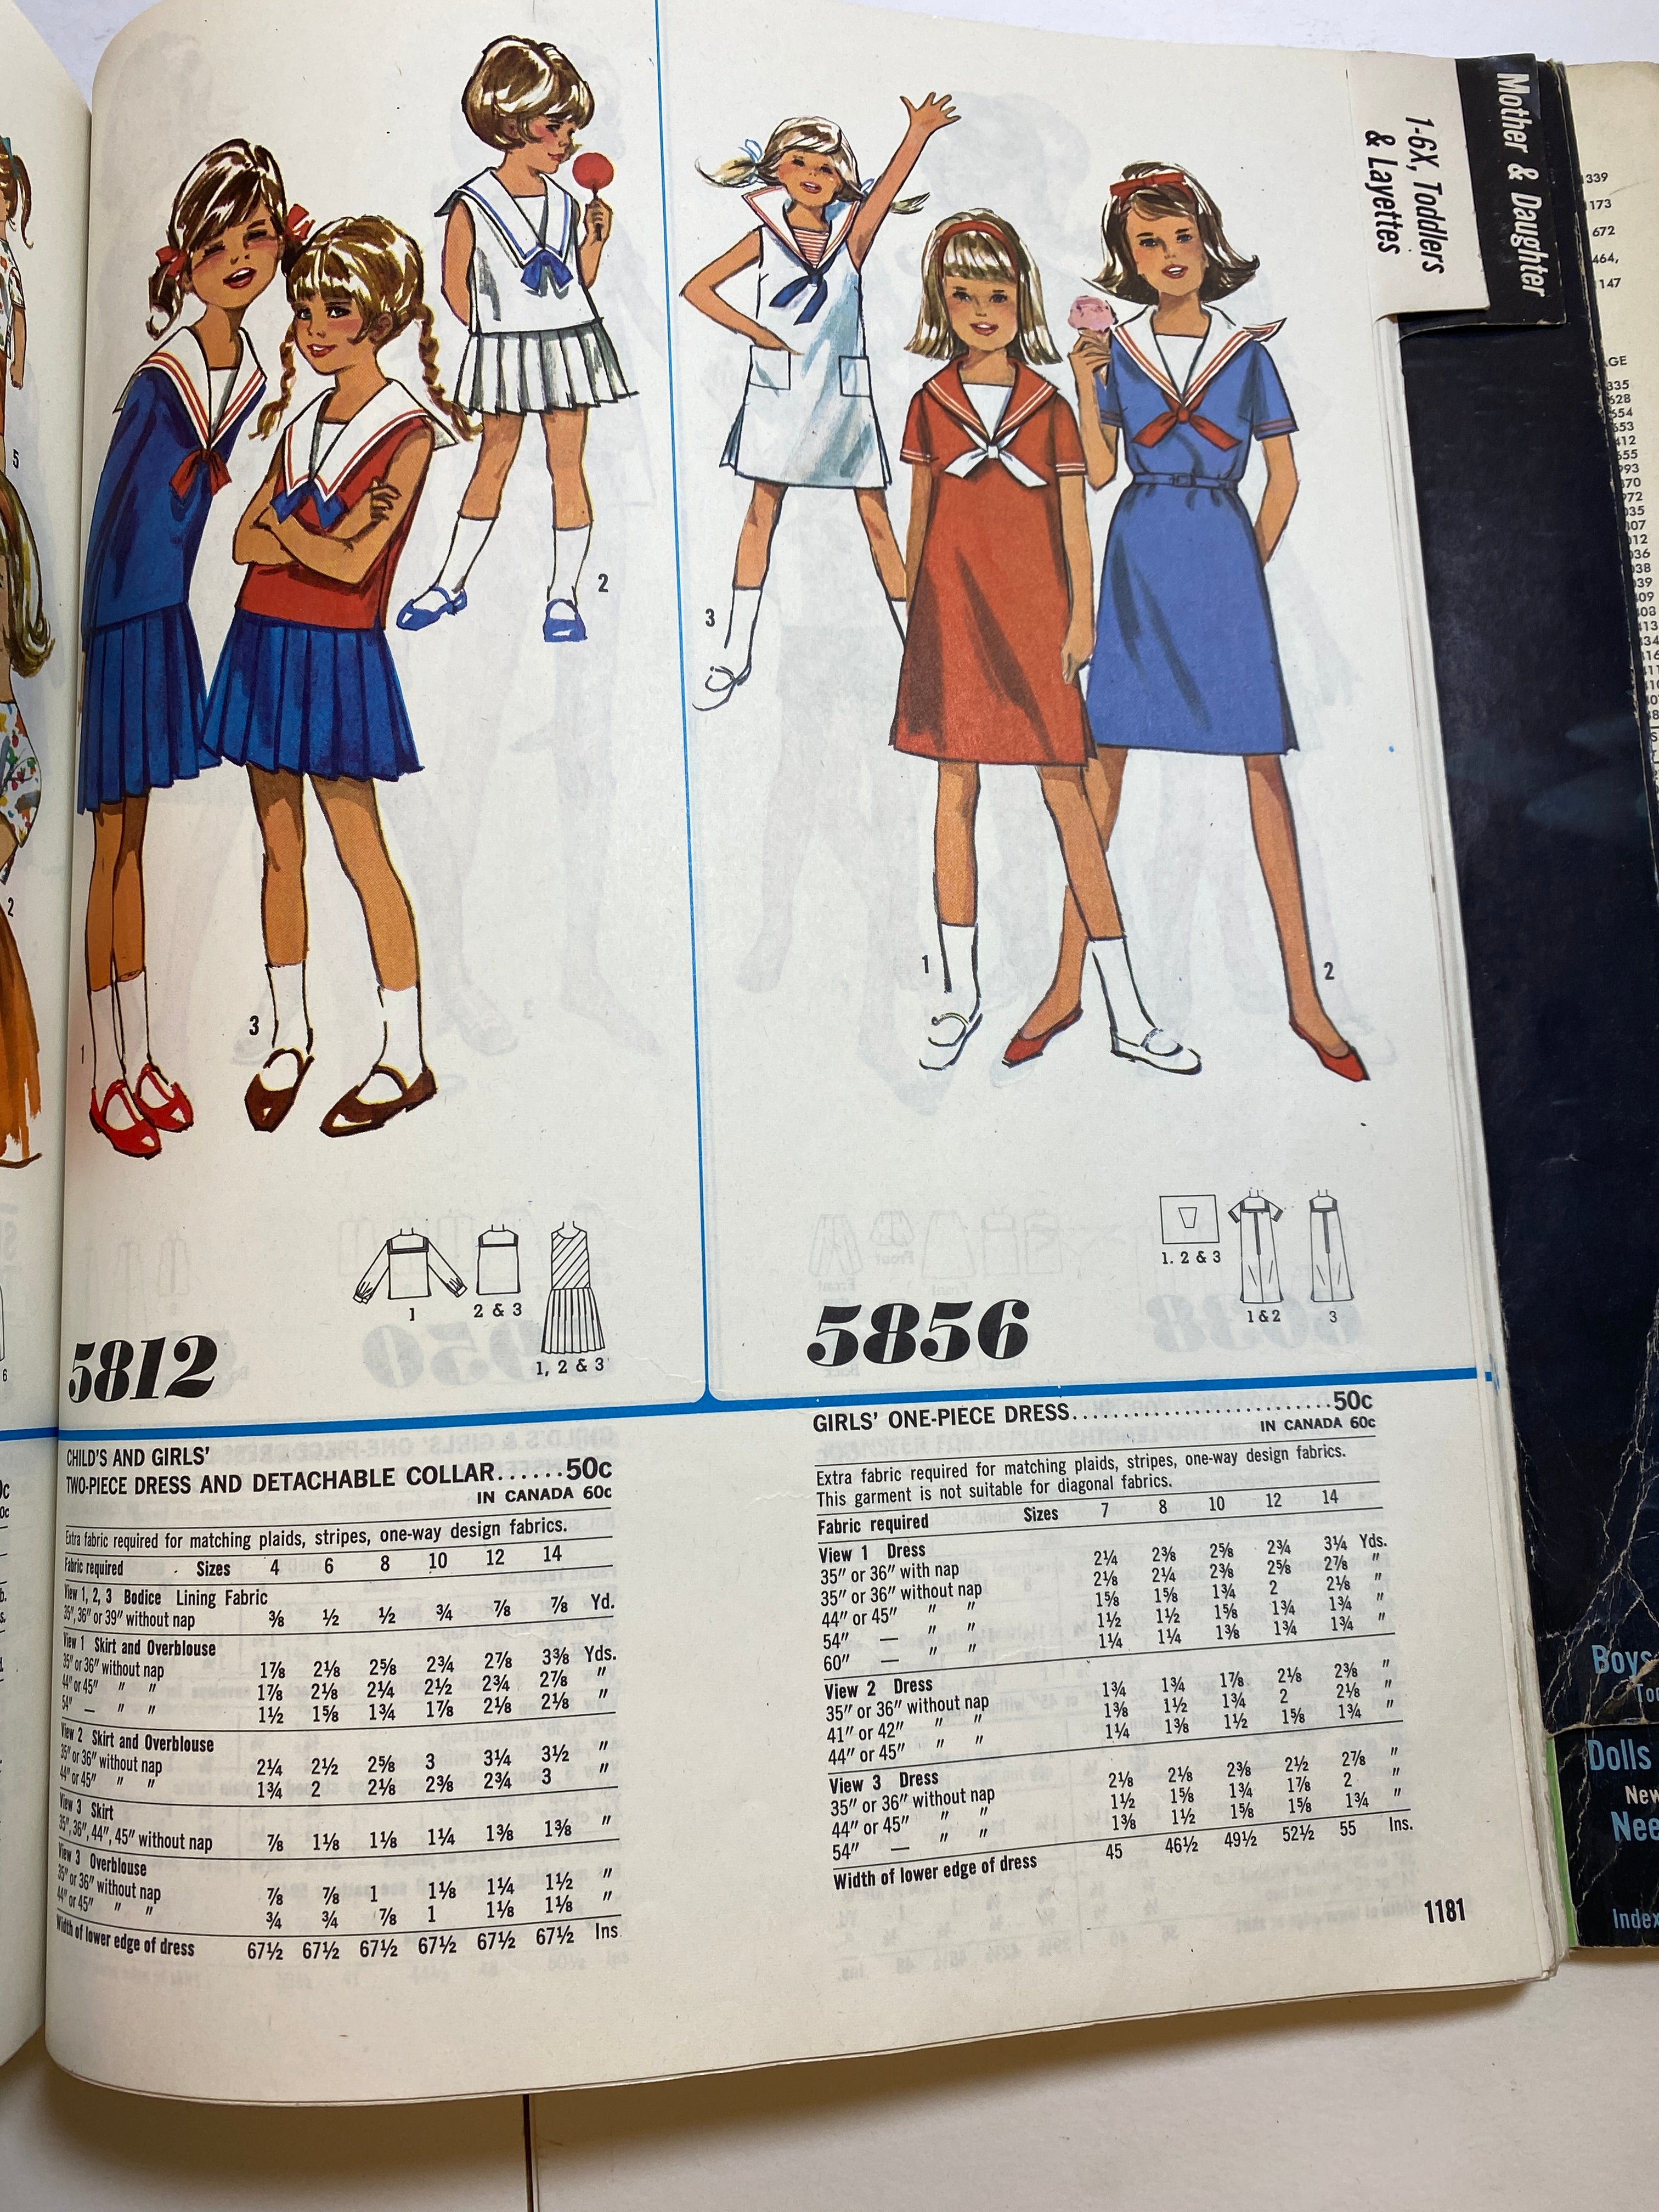 Mother & Daughter
1-6X, Toddlers
& Layettes
5
2
2
3
1
3
1
2
1
2 & 3
1, 2 & 3
5812
1. 2 & 3
1 & 2
3
5856
CHILD'S AND GIRLS'
TWO-PIECE DRESS AND DETACHABLE COLLAR......50c
IN CANADA 60c
Extra fabric required for matching plaids, stripes, one-way design fabrics.
Fabric required Sizes 4 6 8 10 12 14
View 1, 2, 3 Bodice Lining Fabric
35", 36" or 39" without nap 3/8 1/2 1/2 3/4 7/8 7/8 Yd.
View 1 Skirt and Overblouse
35" or 36" without nap 1 7/8 2 1/8 2 5/8 2 3/4 2 7/8 3 3/8 Yds.
44" or 45" " " 1 7/8 2 1/8 2 1/4 2 1/2 2 3/4 2 7/8 "
54" — " " 1 1/2 1 5/8 1 3/4 1 7/8 2 1/8 2 1/8 "
View 2 Skirt and Overblouse
35" or 36" without nap 2 1/4 2 1/2 2 5/8 3 3 1/4 3 1/2 "
44" or 45" " " 1 3/4 2 2 1/8 2 3/8 2 3/4 3 "
View 3 Skirt
35", 36", 44", 45" without nap 7/8 1 1/8 1 1/8 1 1/4 1 3/8 1 3/8 "
View 3 Overblouse
35" or 36" without nap 7/8 7/8 1 1 1/8 1 1/4 1 1/2 "
44" or 45" " " 3/4 3/4 7/8 1 1 1/8 1 1/8 "
Width of lower edge of dress 67 1/2 67 1/2 67 1/2 67 1/2 67 1/2 67 1/2 Ins
GIRLS' ONE-PIECE DRESS..........................50c
IN CANADA 60c
Extra fabric required for matching plaids, stripes, one-way design fabrics.
This garment is not suitable for diagonal fabrics.
Fabric required Sizes 7 8 10 12 14
View 1 Dress
35" or 36" with nap 2 1/4 2 3/8 2 5/8 2 3/4 3 1/4 Yds.
35" or 36" without nap 2 1/8 2 1/4 2 3/8 2 5/8 2 7/8 "
44" or 45" " " 1 5/8 1 5/8 1 3/4 2 2 1/8 "
54" — " " 1 1/2 1 1/2 1 5/8 1 3/4 1 3/4 "
60" — " " 1 1/4 1 1/4 1 3/8 1 3/4 1 3/4 "
View 2 Dress
35" or 36" without nap 1 3/4 1 3/4 1 7/8 2 1/8 2 3/8 "
41" or 42" " " 1 3/8 1 1/2 1 3/4 2 2 1/8 "
44" or 45" " " 1 1/4 1 3/8 1 1/2 1 5/8 1 3/4 "
View 3 Dress
35" or 36" without nap 2 1/8 2 1/8 2 3/8 2 1/2 2 7/8 "
44" or 45" " " 1 1/2 1 5/8 1 3/4 1 7/8 2 "
54" — " " 1 3/8 1 1/2 1 5/8 1 5/8 1 3/4 "
Width of lower edge of dress 45 46 1/2 49 1/2 52 1/2 55 Ins.
1181
Boys
Dolls
New
Nee
Index